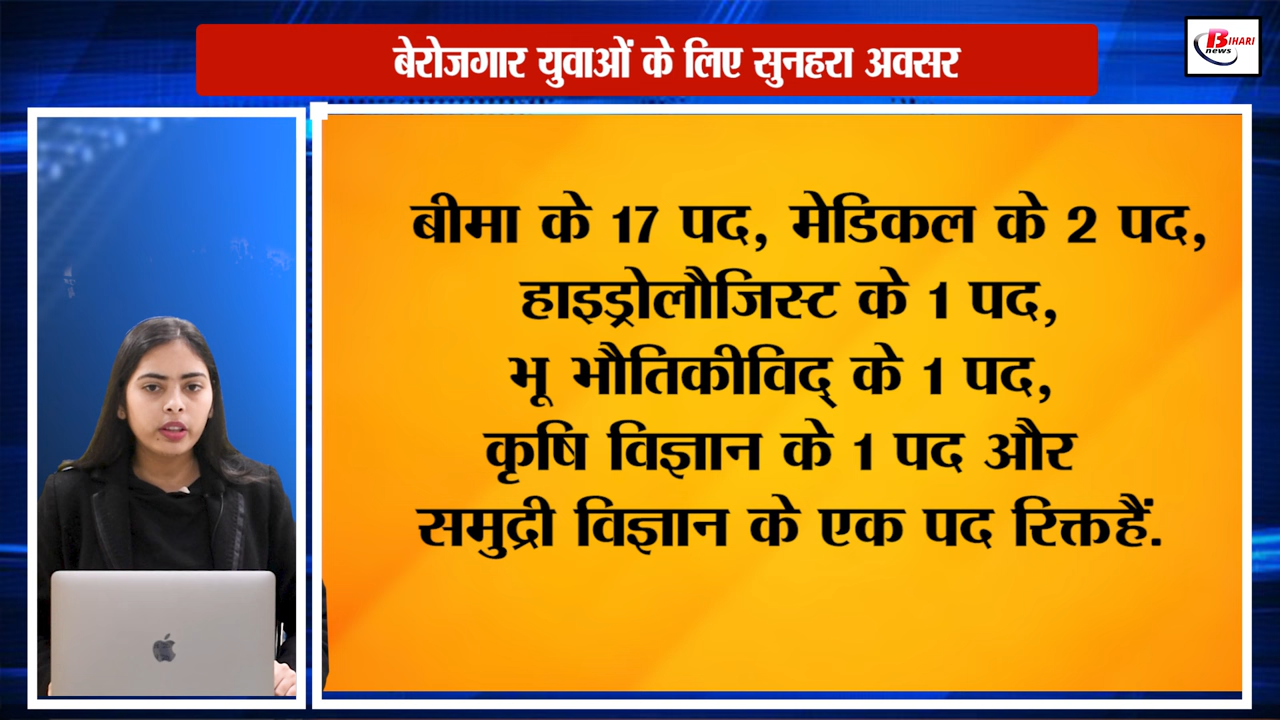 बेरोजगार युवाओं के लिए सुनहरा अवसर
BIHARI
news
बीमा के 17 पद, मेडिकल के 2 पद,
हाइड्रोलौजिस्ट के 1 पद,
भू भौतिकीविद् के 1 पद,
कृषि विज्ञान के 1 पद और
समुद्री विज्ञान के एक पद रिक्तहैं.